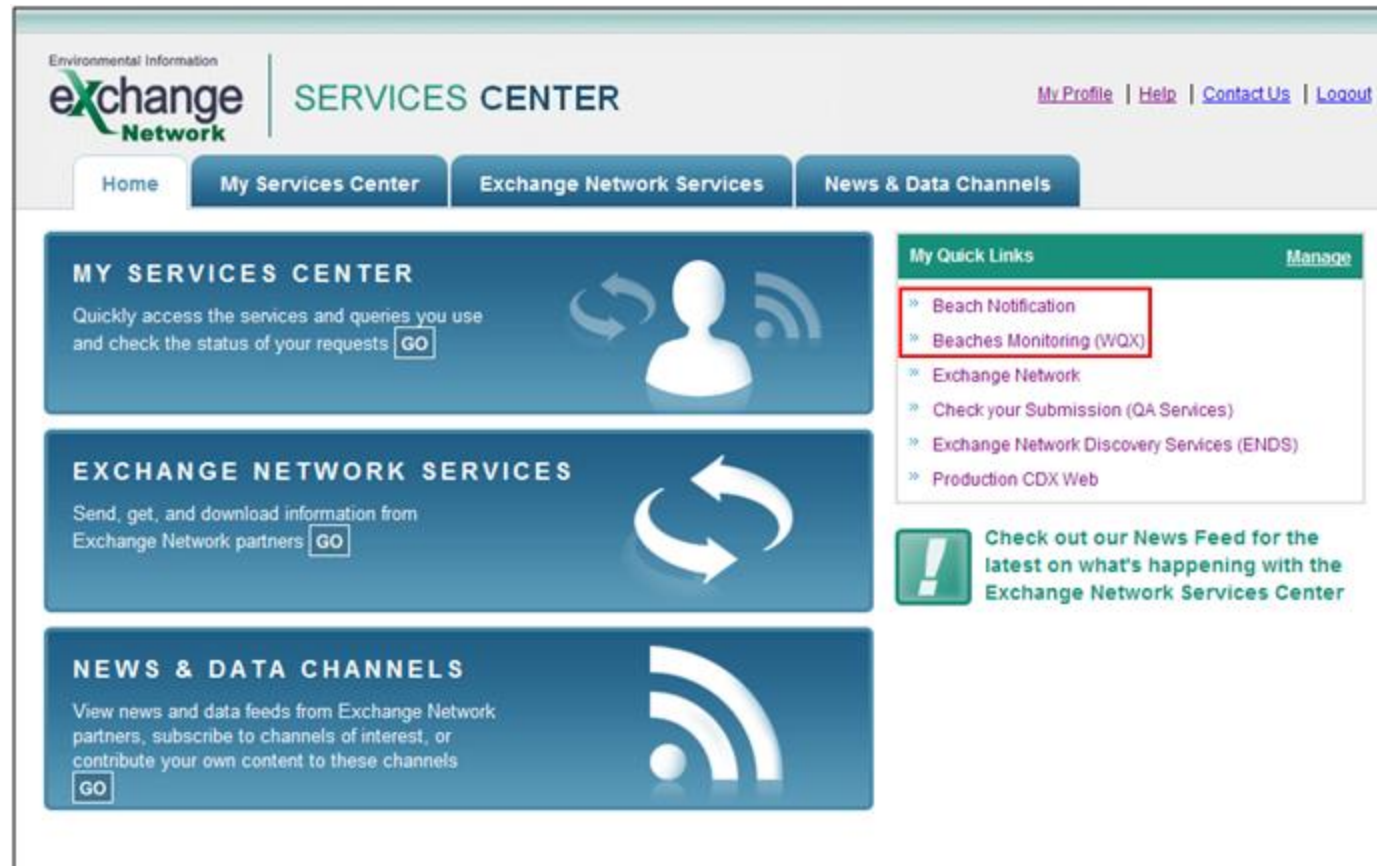 Environmental Information
eXchange
Network
SERVICES CENTER
My Profile | Help | Contact Us | Logout
Home
My Services Center
Exchange Network Services
News & Data Channels
MY SERVICES CENTER
Quickly access the services and queries you use
and check the status of your requests GO
EXCHANGE NETWORK SERVICES
Send, get, and download information from
Exchange Network partners GO
NEWS & DATA CHANNELS
View news and data feeds from Exchange Network
partners, subscribe to channels of interest, or
contribute your own content to these channels
GO
My Quick Links Manage
» Beach Notification
» Beaches Monitoring (WQX)
» Exchange Network
» Check your Submission (QA Services)
» Exchange Network Discovery Services (ENDS)
» Production CDX Web
! Check out our News Feed for the
latest on what's happening with the
Exchange Network Services Center